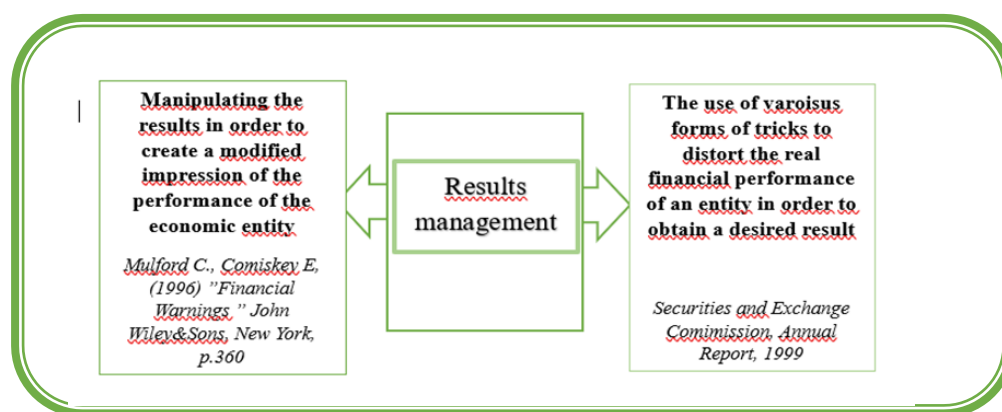 Manipulating the
results in order to
create a modified
impression of the
performance of the
economic entity
Mulford C., Comiskey E,
(1996) ”Financial
Warnings ” John
Wiley&Sons, New York,
p.360
Results
management
The use of varoisus
forms of tricks to
distort the real
financial performance
of an entity in order to
obtain a desired result
Securities and Exchange
Comimission, Annual
Report, 1999